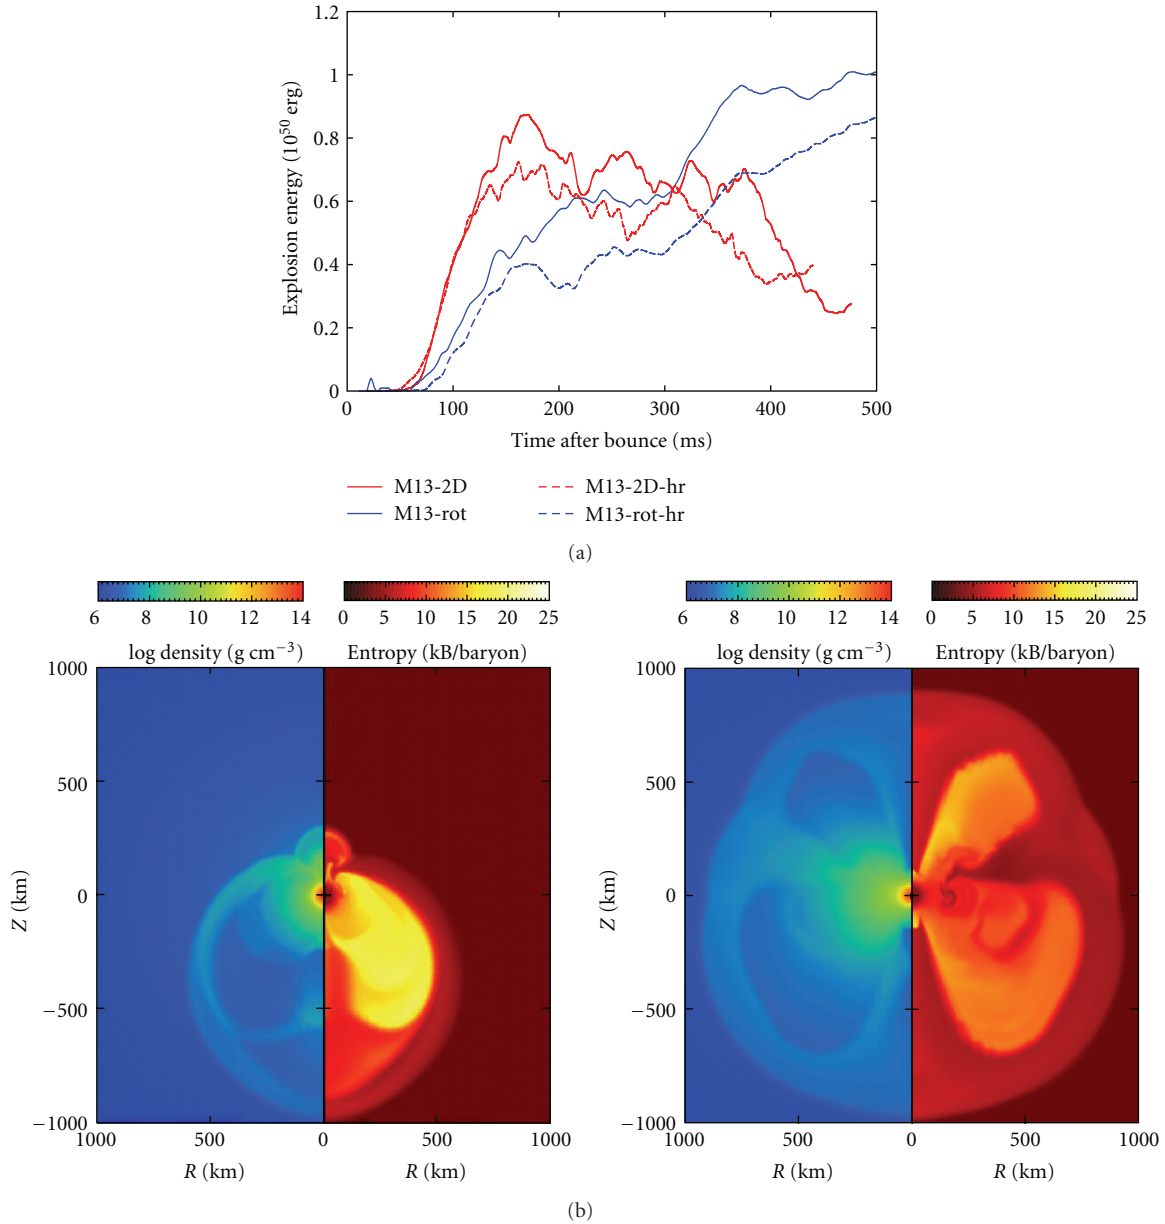 1.2
1
0.8
0.6
0.4
0.2
0
Explosion energy (10⁵⁰ erg)
0 100 200 300 400 500
Time after bounce (ms)
M13-2D M13-2D-hr
M13-rot M13-rot-hr
(a)
6 8 10 12 14 0 5 10 15 20 25 6 8 10 12 14 0 5 10 15 20 25
log density (g cm⁻³) Entropy (kB/baryon) log density (g cm⁻³) Entropy (kB/baryon)
1000 1000
500 500
0 0
−500 −500
−1000 −1000
Z (km) Z (km)
1000 500 0 500 1000 1000 500 0 500 1000
R (km) R (km) R (km) R (km)
(b)